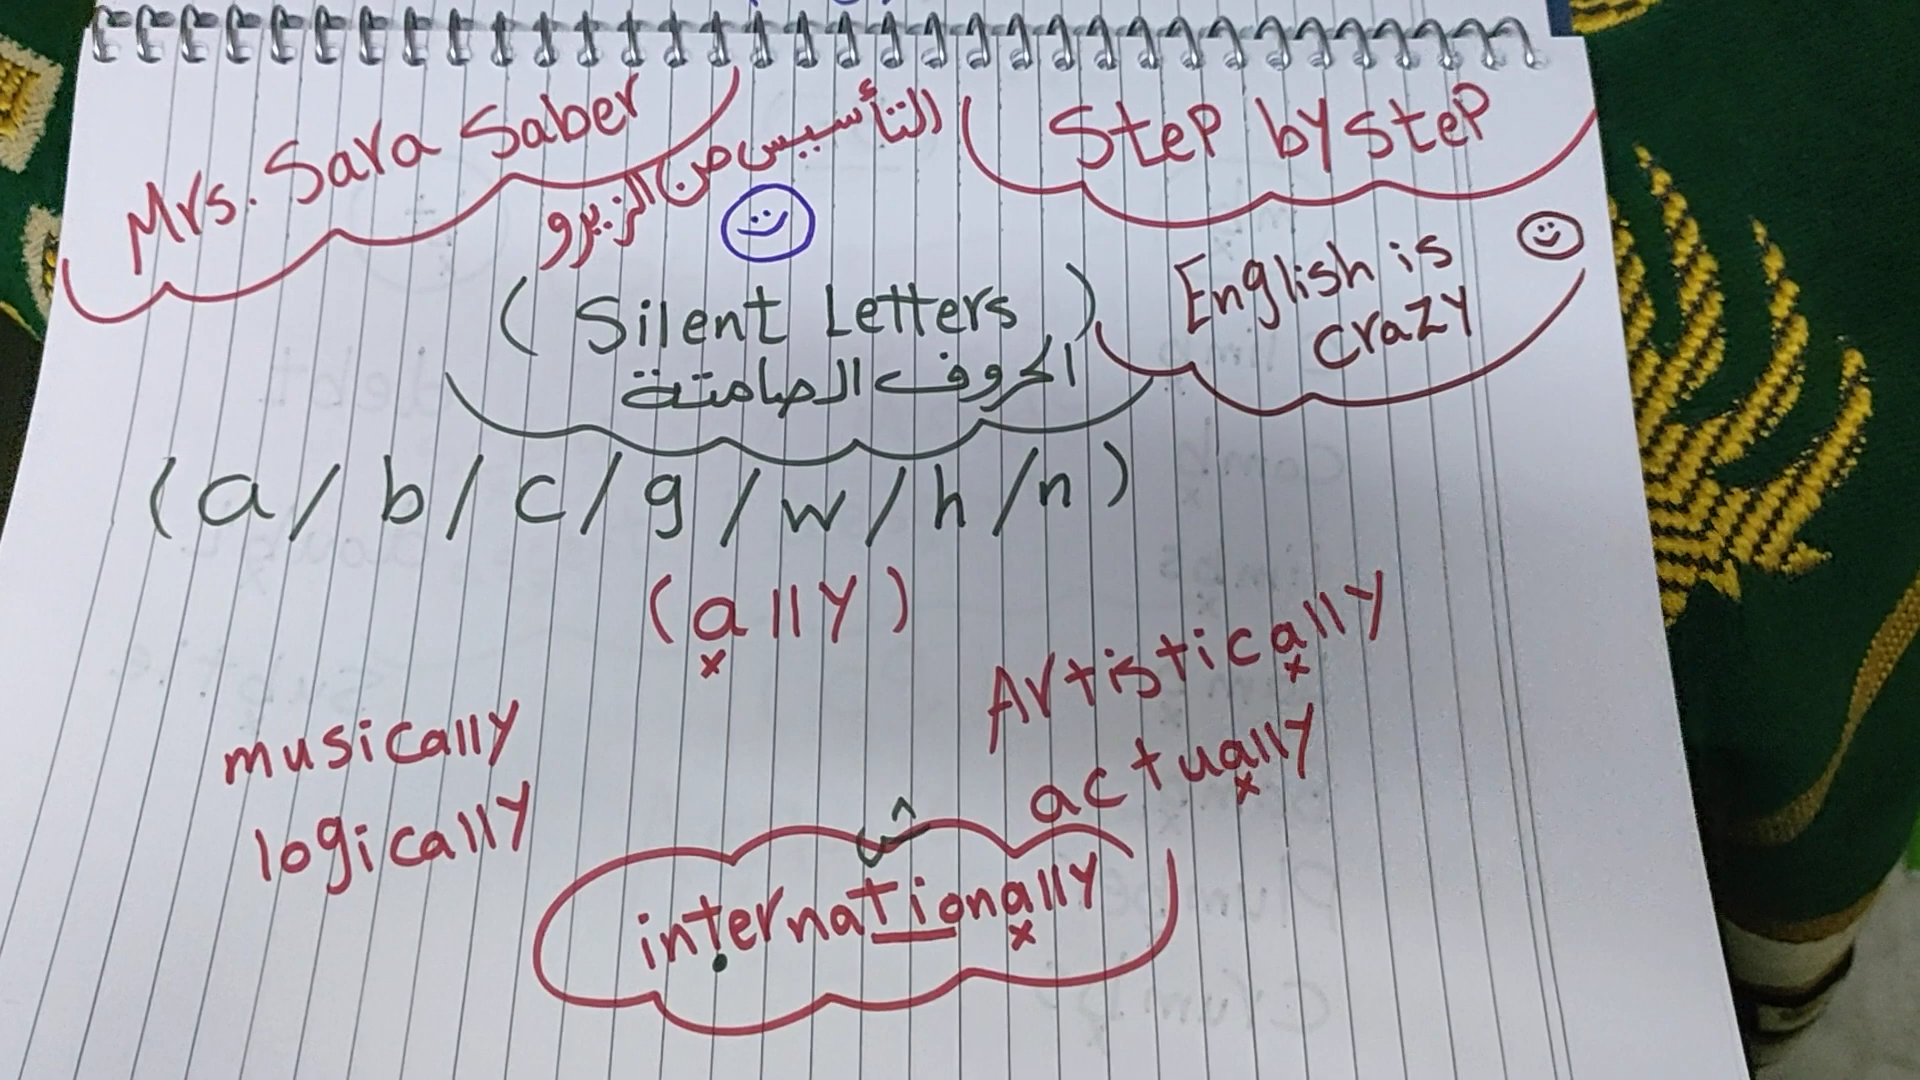 Mrs. Sara Saber
التأسيس من الزيرو
Step by step
English is
crazy
(Silent Letters)
الحروف الصامتة
(a/ b/ c/ g/ w/ h/n)
(ally)
x
Artistically
x
musically
actually
x
logically
ش
internaTionally
x